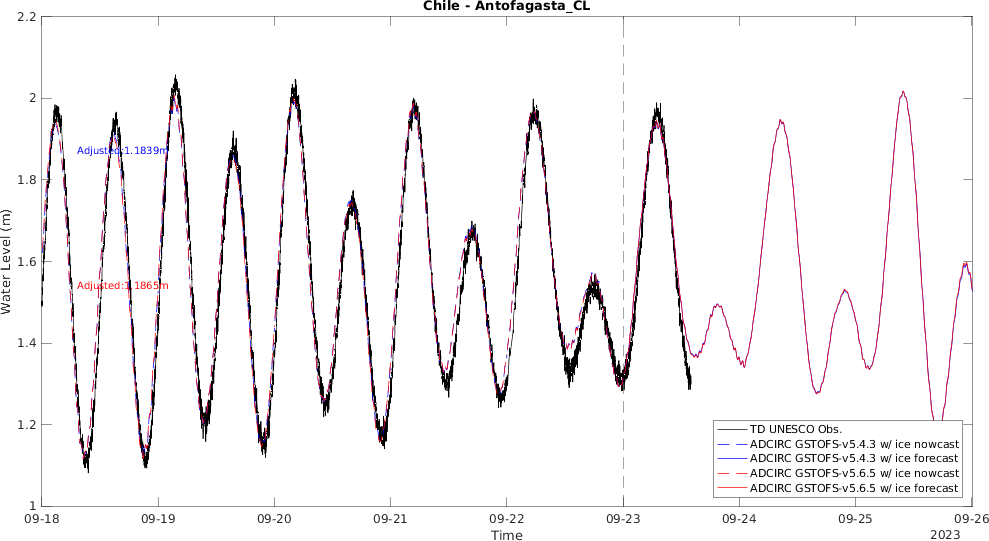 Chile - Antofagasta_CL
2.2
2
1.8
1.6
1.4
1.2
1
Water Level (m)
Adjusted:1.1839m
Adjusted:1.1865m
TD UNESCO Obs.
ADCIRC GSTOFS-v5.4.3 w/ ice nowcast
ADCIRC GSTOFS-v5.4.3 w/ ice forecast
ADCIRC GSTOFS-v5.6.5 w/ ice nowcast
ADCIRC GSTOFS-v5.6.5 w/ ice forecast
09-18 09-19 09-20 09-21 09-22 09-23 09-24 09-25 09-26
Time
2023